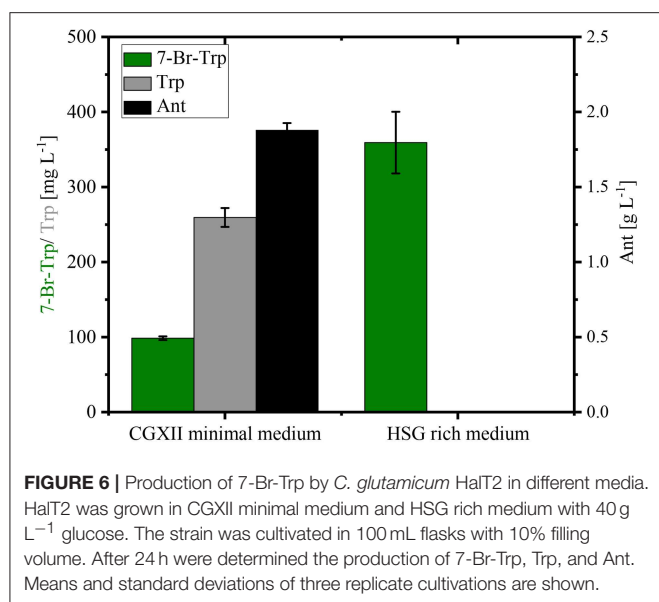 500
400
300
200
100
0
7-Br-Trp/ Trp [mg L-1]
7-Br-Trp
Trp
Ant
2.5
2.0
1.5
1.0
0.5
0.0
Ant [g L-1]
CGXII minimal medium
HSG rich medium
FIGURE 6 | Production of 7-Br-Trp by C. glutamicum HalT2 in different media.
HalT2 was grown in CGXII minimal medium and HSG rich medium with 40 g
L−1 glucose. The strain was cultivated in 100 mL flasks with 10% filling
volume. After 24 h were determined the production of 7-Br-Trp, Trp, and Ant.
Means and standard deviations of three replicate cultivations are shown.